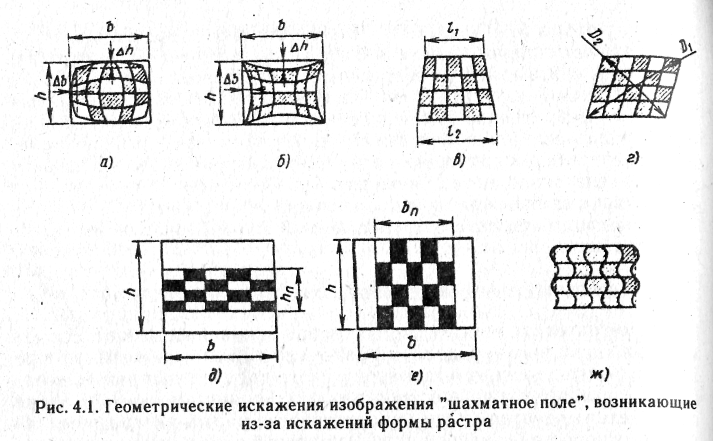 b b l₁ D₂ D₁
Δh Δh
h Δb h Δb
l₂
а) б) в) г)
bп
h hп h
b b
д) е) ж)
Рис. 4.1. Геометрические искажения изображения "шахматное поле", возникающие
из-за искажений формы растра